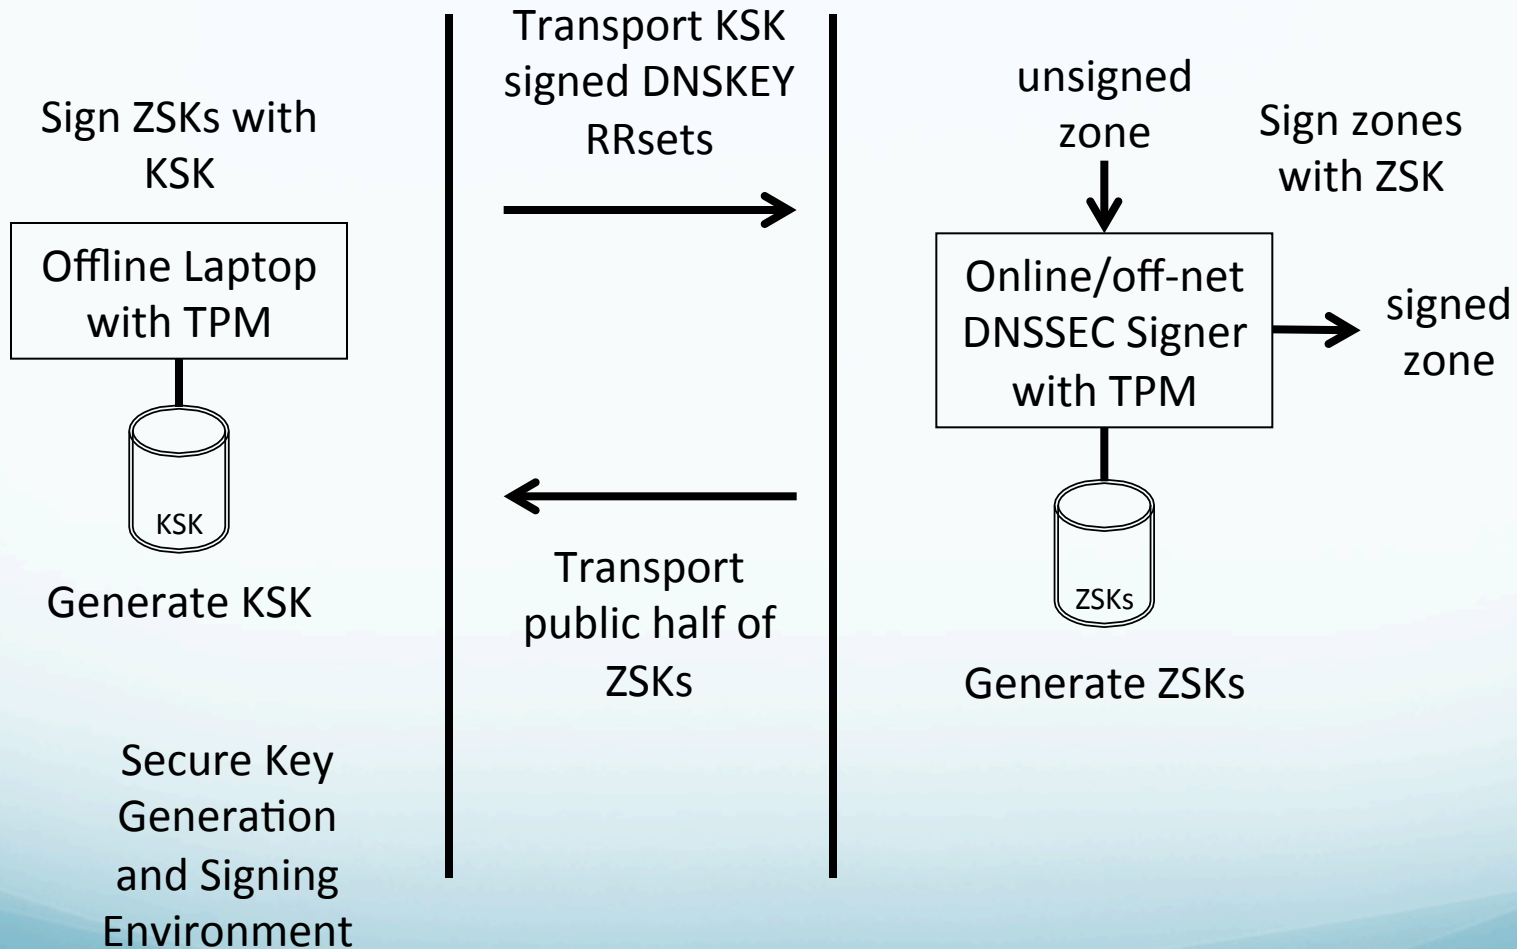 Sign ZSKs with
KSK
Offline Laptop
with TPM
KSK
Generate KSK
Secure Key
Generation
and Signing
Environment
Transport KSK
signed DNSKEY
RRsets
Transport
public half of
ZSKs
unsigned
zone
Sign zones
with ZSK
Online/off-net
DNSSEC Signer
with TPM
signed
zone
ZSKs
Generate ZSKs